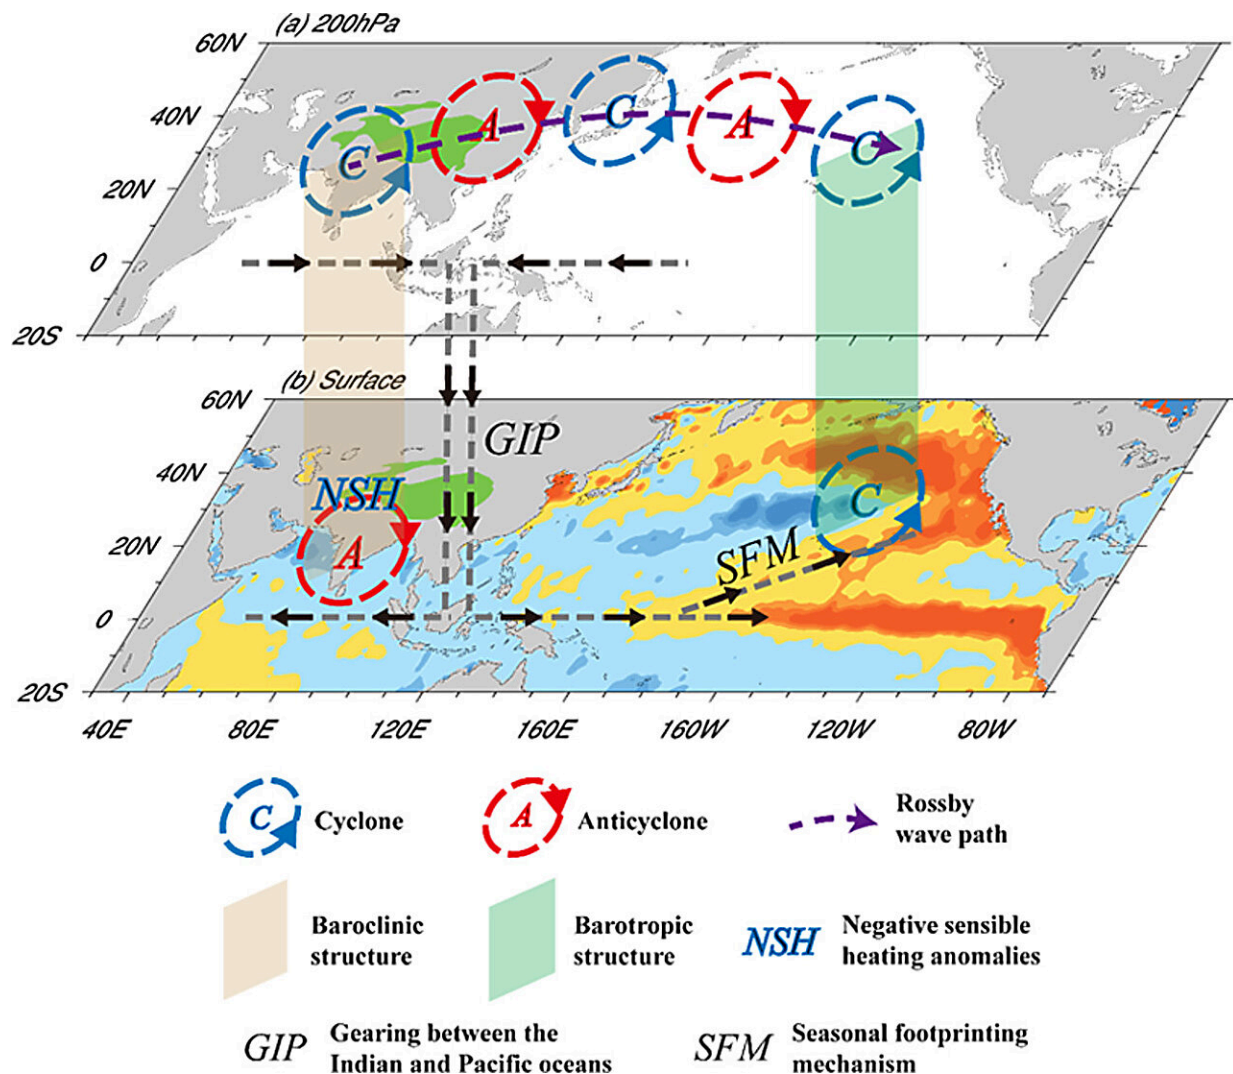 (a) 200hPa
60N
40N
20N
0
20S
C
A
C
A
C
(b) Surface
60N
40N
20N
0
20S
GIP
NSH
A
SFM
C
40E 80E 120E 160E 160W 120W 80W
C Cyclone
A Anticyclone
Rossby
wave path
Baroclinic
structure
Barotropic
structure
NSH Negative sensible
heating anomalies
GIP Gearing between the
Indian and Pacific oceans
SFM Seasonal footprinting
mechanism